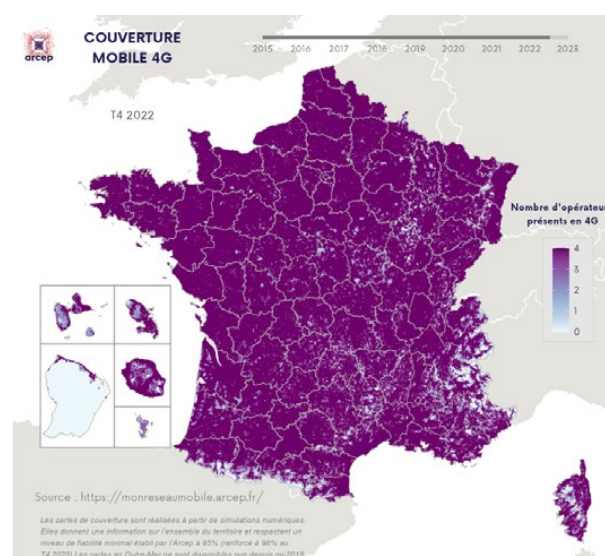 arcep
COUVERTURE
MOBILE 4G
2015 2016 2017 2018 2019 2020 2021 2022 2023
T4 2022
Nombre d'opérateur
présents en 4G
4
3
2
1
0
Source : https://monreseaumobile.arcep.fr/
Les cartes de couverture sont réalisées à partir de simulations numériques.
Elles donnent une information sur l'ensemble du territoire et respectent un
niveau de fiabilité minimal établi par l'Arcep à 95% (renforcé à 98% au
T4 2020) Les cartes en Outre-Mer ne sont disponibles que depuis mi-2018